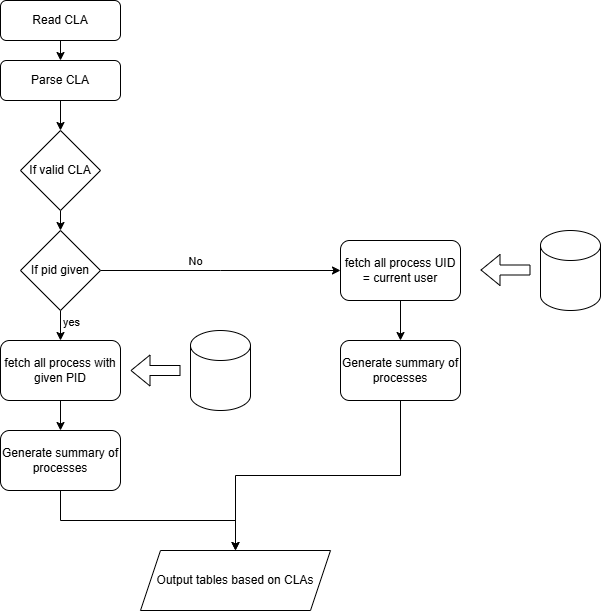 Read CLA
Parse CLA
If valid CLA
If pid given
No
fetch all process UID
= current user
yes
fetch all process with
given PID
Generate summary of
processes
Generate summary of
processes
Output tables based on CLAs